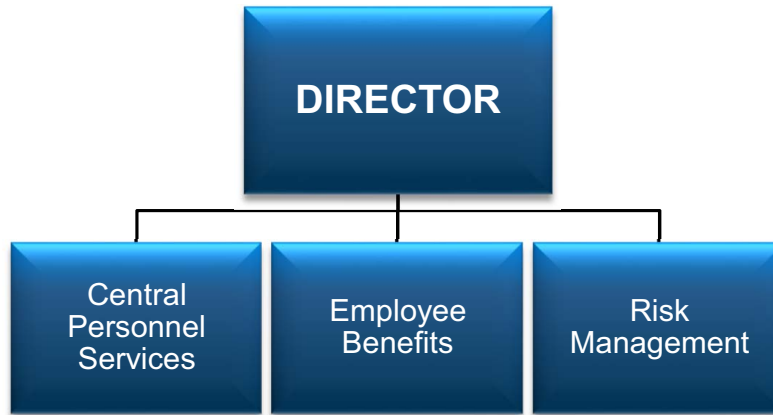 DIRECTOR
Central
Personnel
Services
Employee
Benefits
Risk
Management